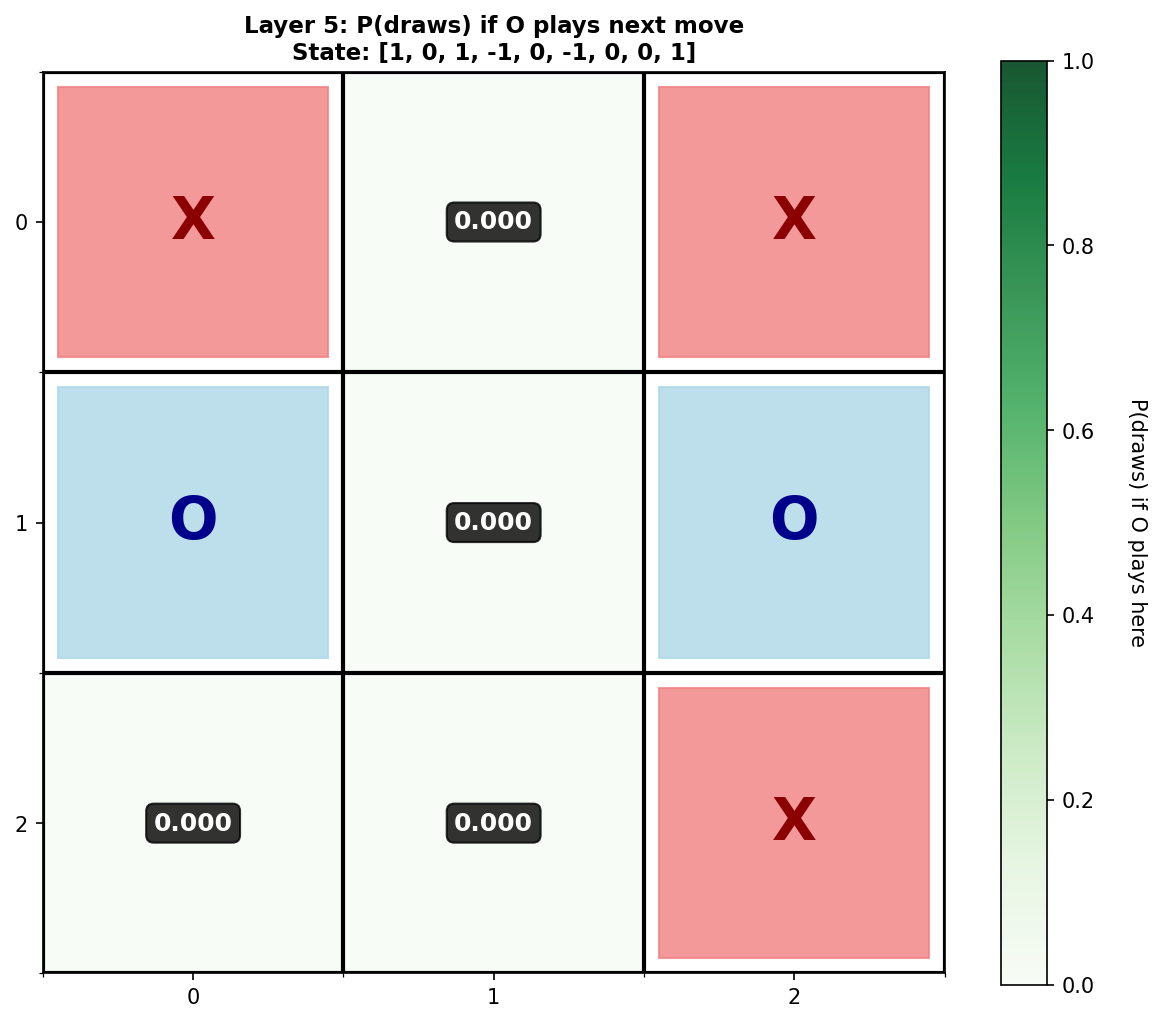 Layer 5: P(draws) if O plays next move
State: [1, 0, 1, -1, 0, -1, 0, 0, 1]
X
0.000
X
O
0.000
O
0.000
0.000
X
0
1
2
0
1
2
1.0
0.8
0.6
0.4
0.2
0.0
P(draws) if O plays here